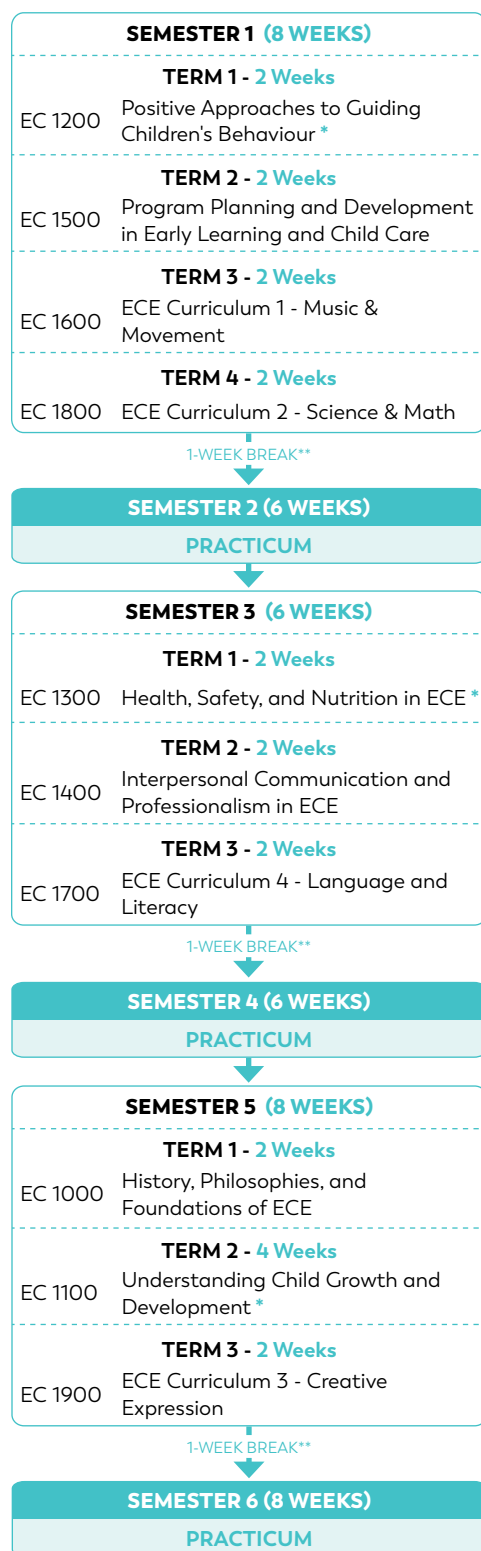 SEMESTER 1 (8 WEEKS)
TERM 1 - 2 Weeks
EC 1200
Positive Approaches to Guiding
Children's Behaviour *
TERM 2 - 2 Weeks
EC 1500
Program Planning and Development
in Early Learning and Child Care
TERM 3 - 2 Weeks
EC 1600
ECE Curriculum 1 - Music &
Movement
TERM 4 - 2 Weeks
EC 1800 ECE Curriculum 2 - Science & Math
1-WEEK BREAK**
SEMESTER 2 (6 WEEKS)
PRACTICUM
SEMESTER 3 (6 WEEKS)
TERM 1 - 2 Weeks
EC 1300 Health, Safety, and Nutrition in ECE *
TERM 2 - 2 Weeks
EC 1400
Interpersonal Communication and
Professionalism in ECE
TERM 3 - 2 Weeks
EC 1700
ECE Curriculum 4 - Language and
Literacy
1-WEEK BREAK**
SEMESTER 4 (6 WEEKS)
PRACTICUM
SEMESTER 5 (8 WEEKS)
TERM 1 - 2 Weeks
EC 1000
History, Philosophies, and
Foundations of ECE
TERM 2 - 4 Weeks
EC 1100
Understanding Child Growth and
Development *
TERM 3 - 2 Weeks
EC 1900
ECE Curriculum 3 - Creative
Expression
1-WEEK BREAK**
SEMESTER 6 (8 WEEKS)
PRACTICUM